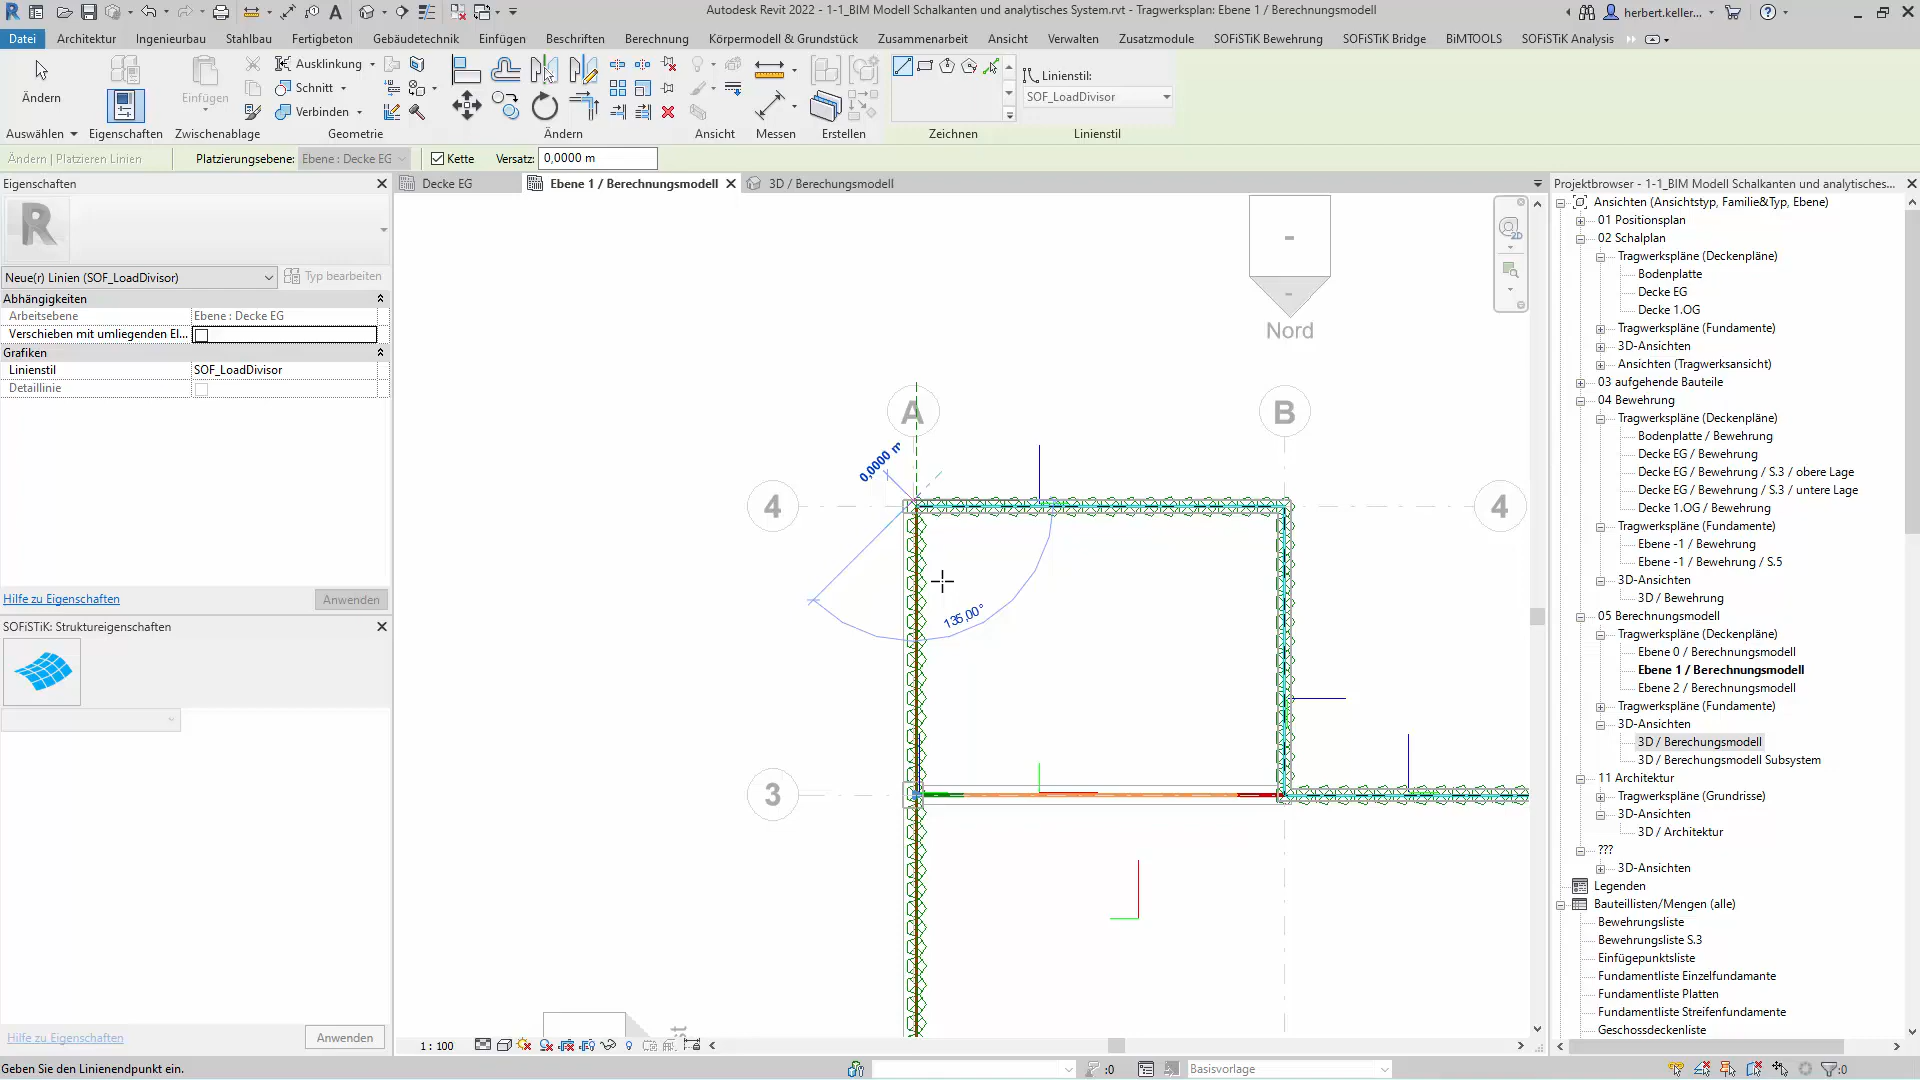 Autodesk Revit 2022 - 1-1_BIM Modell Schalkanten und analytisches System.rvt - Tragwerksplan: Ebene 1 / Berechnungsmodell
herbert.keller...
Datei Architektur Ingenieurbau Stahlbau Fertigbeton Gebäudetechnik Einfügen Beschriften Berechnung Körpermodell & Grundstück Zusammenarbeit Ansicht Verwalten Zusatzmodule SOFiSTiK Bewehrung SOFiSTiK Bridge BiMTOOLS SOFiSTiK Analysis
Ändern
Einfügen
Ausklinkung
Schnitt
Verbinden
Linienstil:
SOF_LoadDivisor
Auswählen Eigenschaften Zwischenablage Geometrie Ändern Ansicht Messen Erstellen Zeichnen Linienstil
Ändern | Platzieren Linien Platzierungsebene: Ebene : Decke EG Kette Versatz: 0,0000 m
Eigenschaften
Decke EG
Ebene 1 / Berechnungsmodell
3D / Berechungsmodell
R
Neue(r) Linien (SOF_LoadDivisor) Typ bearbeiten
Abhängigkeiten
Arbeitsebene Ebene : Decke EG
Verschieben mit umliegenden El...
Grafiken
Linienstil SOF_LoadDivisor
Detaillinie
Hilfe zu Eigenschaften Anwenden
SOFiSTiK: Struktureigenschaften
Hilfe zu Eigenschaften Anwenden
Nord
2D
A
B
0,0000 m
4
4
135,00°
3
1 : 100
Projektbrowser - 1-1_BIM Modell Schalkanten und analytisches...
Ansichten (Ansichtstyp, Familie&Typ, Ebene)
01 Positionsplan
02 Schalplan
Tragwerkspläne (Deckenpläne)
Bodenplatte
Decke EG
Decke 1.OG
Tragwerkspläne (Fundamente)
3D-Ansichten
Ansichten (Tragwerksansicht)
03 aufgehende Bauteile
04 Bewehrung
Tragwerkspläne (Deckenpläne)
Bodenplatte / Bewehrung
Decke EG / Bewehrung
Decke EG / Bewehrung / S.3 / obere Lage
Decke EG / Bewehrung / S.3 / untere Lage
Decke 1.OG / Bewehrung
Tragwerkspläne (Fundamente)
Ebene -1 / Bewehrung
Ebene -1 / Bewehrung / S.5
3D-Ansichten
3D / Bewehrung
05 Berechnungsmodell
Tragwerkspläne (Deckenpläne)
Ebene 0 / Berechnungsmodell
Ebene 1 / Berechnungsmodell
Ebene 2 / Berechnungsmodell
Tragwerkspläne (Fundamente)
3D-Ansichten
3D / Berechungsmodell
3D / Berechungsmodell Subsystem
11 Architektur
Tragwerkspläne (Grundrisse)
3D-Ansichten
3D / Architektur
???
3D-Ansichten
Legenden
Bauteillisten/Mengen (alle)
Bewehrungsliste
Bewehrungsliste S.3
Einfügepunktsliste
Fundamentliste Einzelfundamante
Fundamentliste Platten
Fundamentliste Streifenfundamente
Geschossdeckenliste
Geben Sie den Linienendpunkt ein.
:0
Basisvorlage
:0